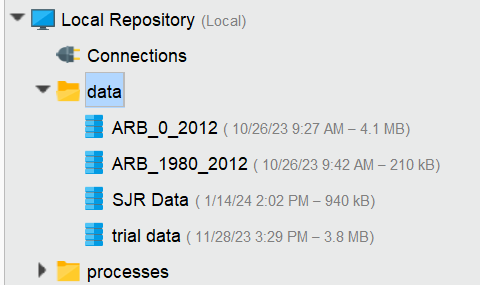 Local Repository (Local)
Connections
data
ARB_0_2012 ( 10/26/23 9:27 AM – 4.1 MB)
ARB_1980_2012 ( 10/26/23 9:42 AM – 210 kB)
SJR Data ( 1/14/24 2:02 PM – 940 kB)
trial data ( 11/28/23 3:29 PM – 3.8 MB)
processes